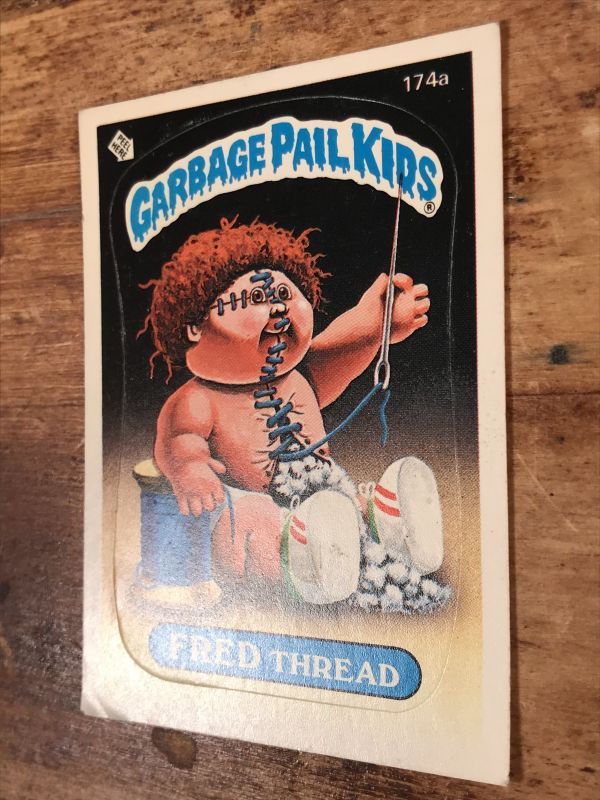 174a
PEEL
HERE
GARBAGE PAIL KIDS®
FRED THREAD